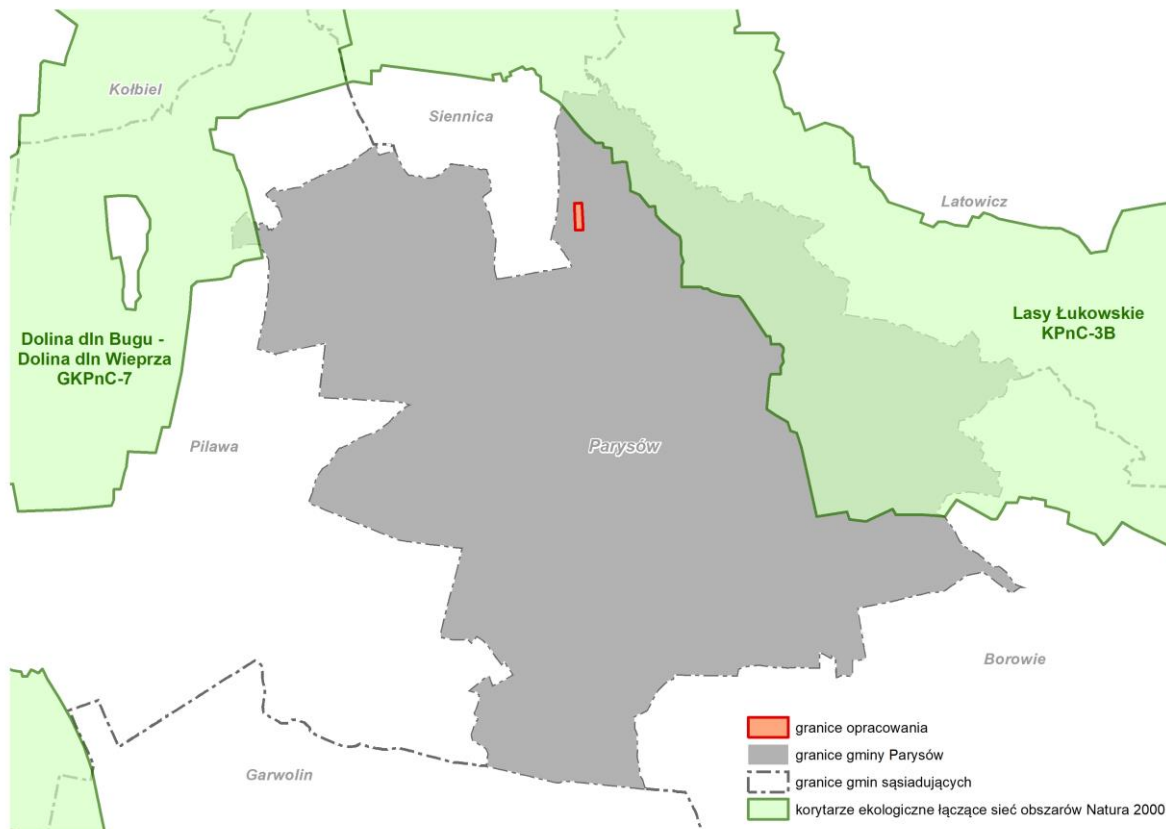 Kołbiel
Siennica
Latowicz
Dolina dln Bugu -
Dolina dln Wieprza
GKPnC-7
Lasy Łukowskie
KPnC-3B
Pilawa
Parysów
Borowie
Garwolin
granice opracowania
granice gminy Parysów
granice gmin sąsiadujących
korytarze ekologiczne łączące sieć obszarów Natura 2000